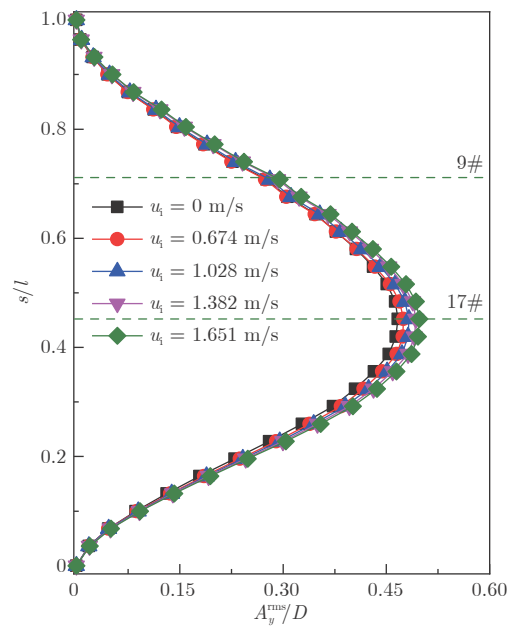 1.0
0.8
9#
u_i = 0 m/s
0.6
u_i = 0.674 m/s
s/l
u_i = 1.028 m/s
u_i = 1.382 m/s
17#
u_i = 1.651 m/s
0.4
0.2
0
0 0.15 0.30 0.45 0.60
A_y^rms/D